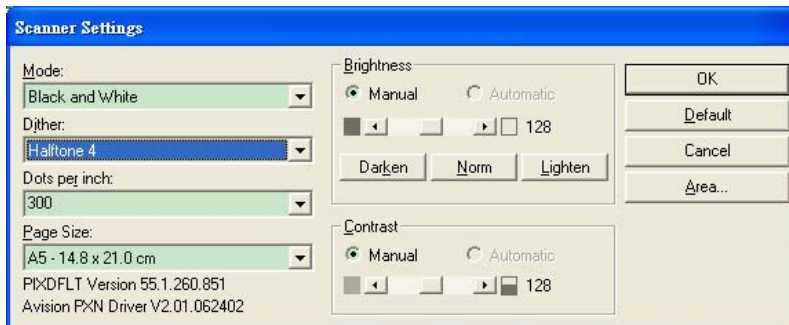 Scanner Settings
Mode:
Black and White
Dither:
Halftone 4
Dots per inch:
300
Page Size:
A5 - 14.8 x 21.0 cm
PIXDFLT Version 55.1.260.851
Avision PXN Driver V2.01.062402
Brightness
Manual Automatic
128
Darken Norm Lighten
Contrast
Manual Automatic
128
OK
Default
Cancel
Area...